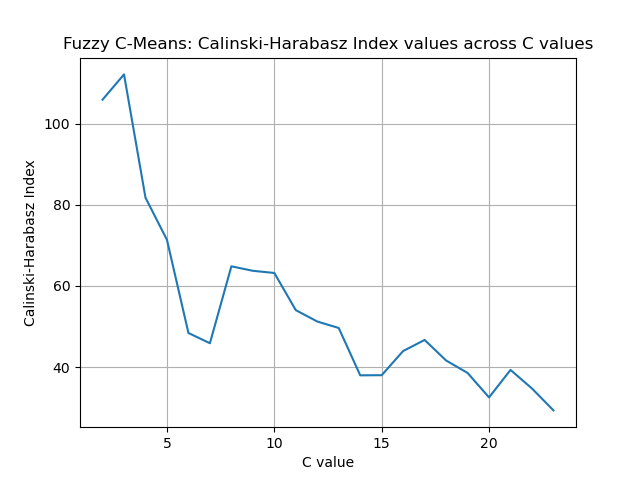 Fuzzy C-Means: Calinski-Harabasz Index values across C values
Calinski-Harabasz Index
100
80
60
40
5 10 15 20
C value